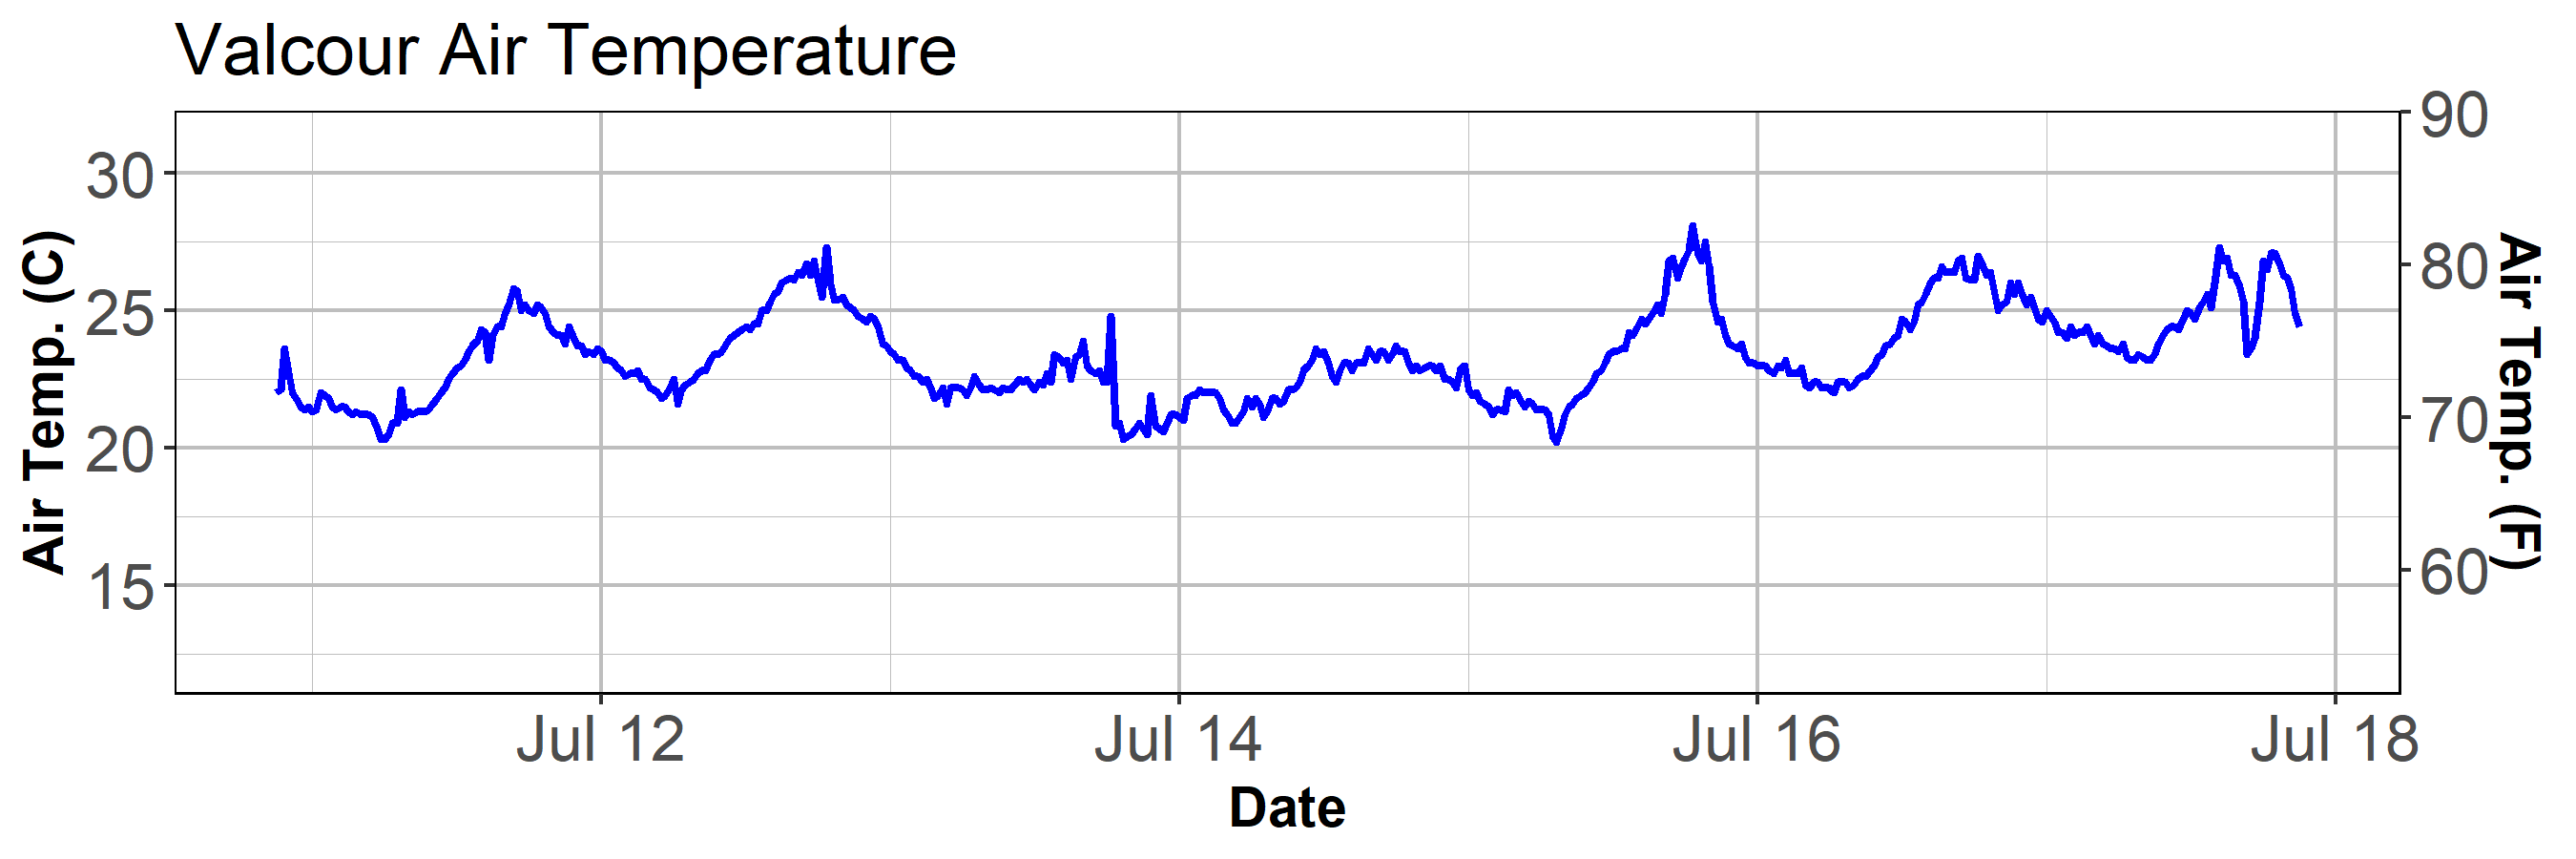 Valcour Air Temperature
Air Temp. (C)
30
25
20
15
90
80
70
60
Air Temp. (F)
Jul 12
Jul 14
Jul 16
Jul 18
Date